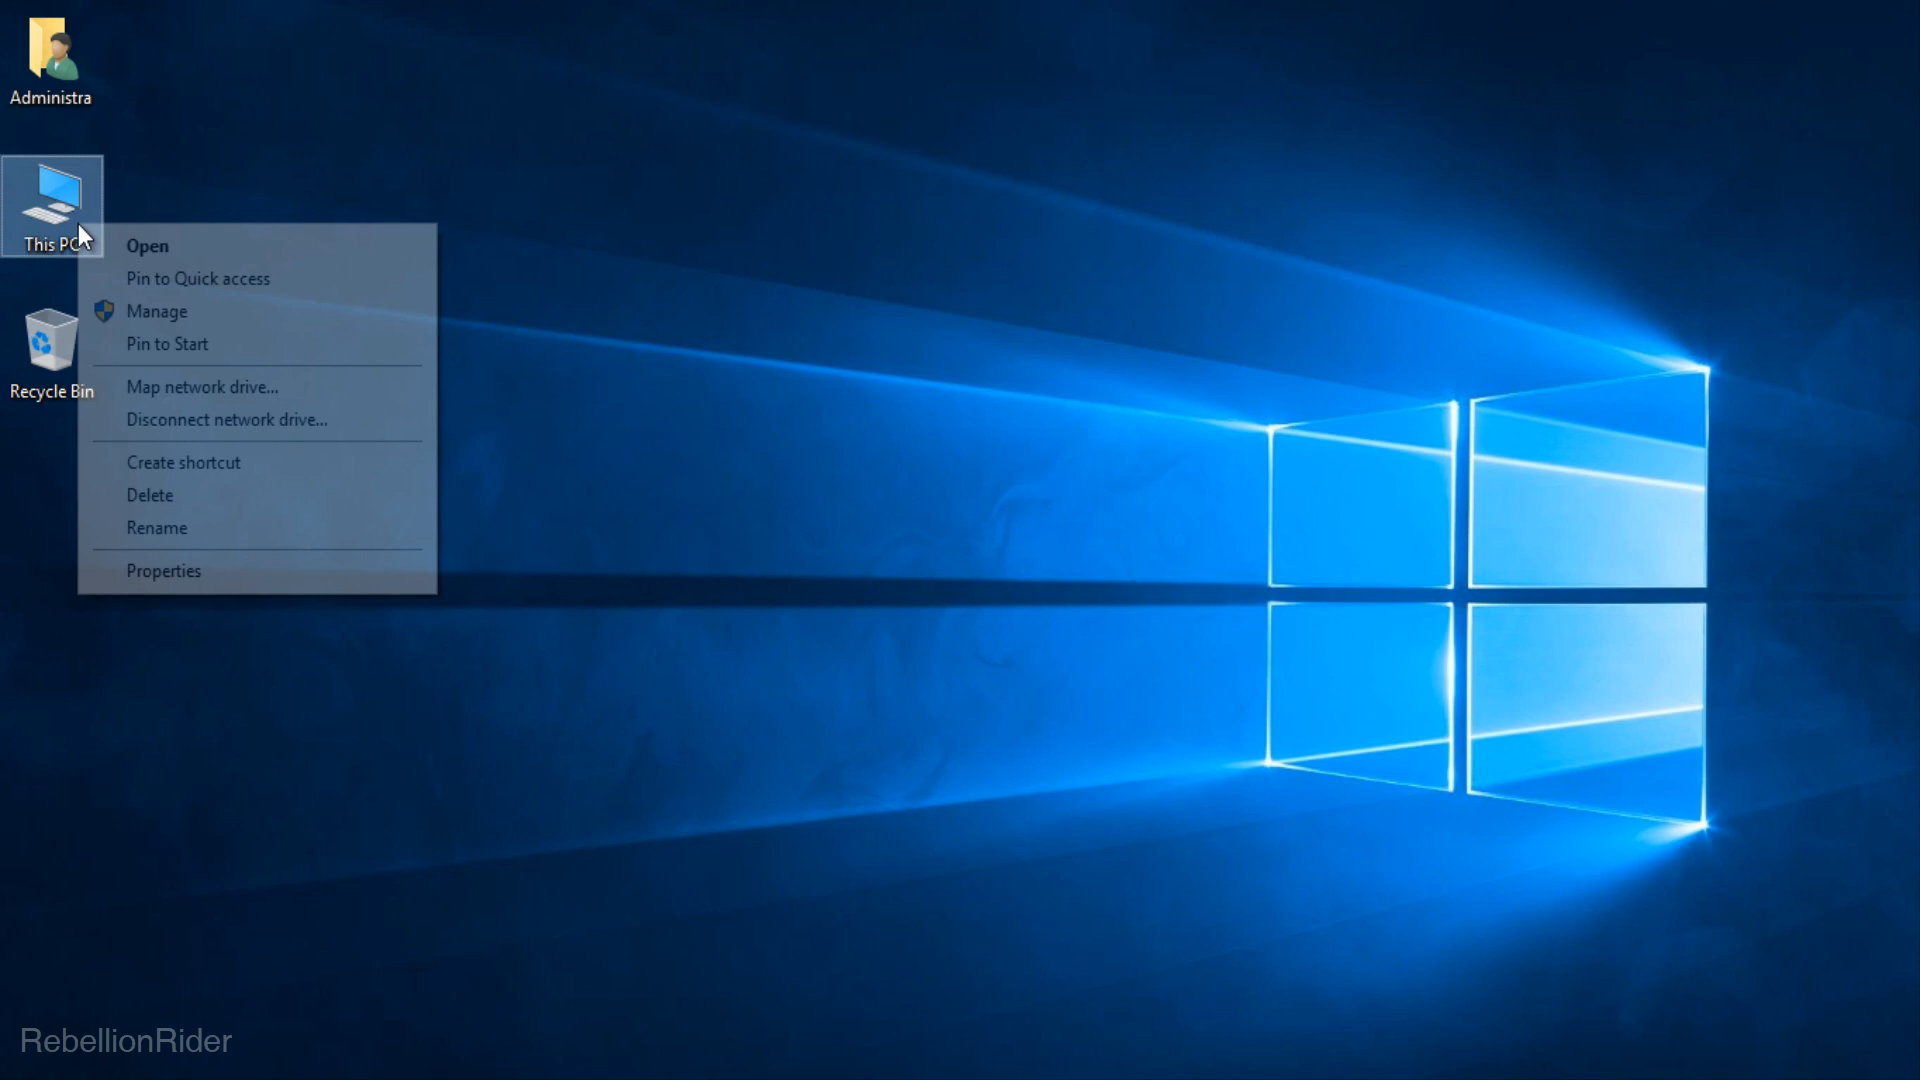 Administra
This PC
Recycle Bin
Open
Pin to Quick access
Manage
Pin to Start
Map network drive...
Disconnect network drive...
Create shortcut
Delete
Rename
Properties
RebellionRider